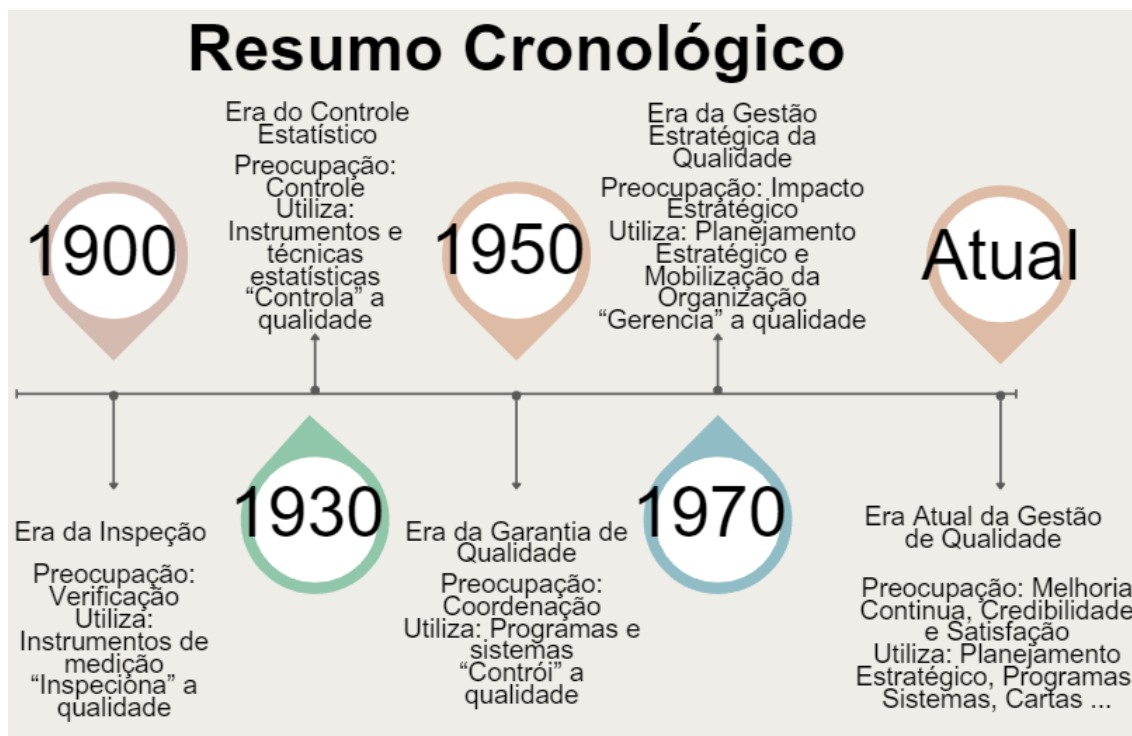 Resumo Cronológico
1900
Era da Inspeção
Preocupação:
Verificação
Utiliza:
Instrumentos de
medição
“Inspeciona” a
qualidade
Era do Controle
Estatístico
Preocupação:
Controle
Utiliza:
Instrumentos e
técnicas
estatísticas
“Controla” a
qualidade
1930
1950
Era da Garantia de
Qualidade
Preocupação:
Coordenação
Utiliza: Programas e
sistemas
“Contrói” a
qualidade
Era da Gestão
Estratégica da
Qualidade
Preocupação: Impacto
Estratégico
Utiliza: Planejamento
Estratégico e
Mobilização da
Organização
“Gerencia” a qualidade
1970
Atual
Era Atual da Gestão
de Qualidade
Preocupação: Melhoria
Continua, Credibilidade
e Satisfação
Utiliza: Planejamento
Estratégico, Programas
Sistemas, Cartas ...